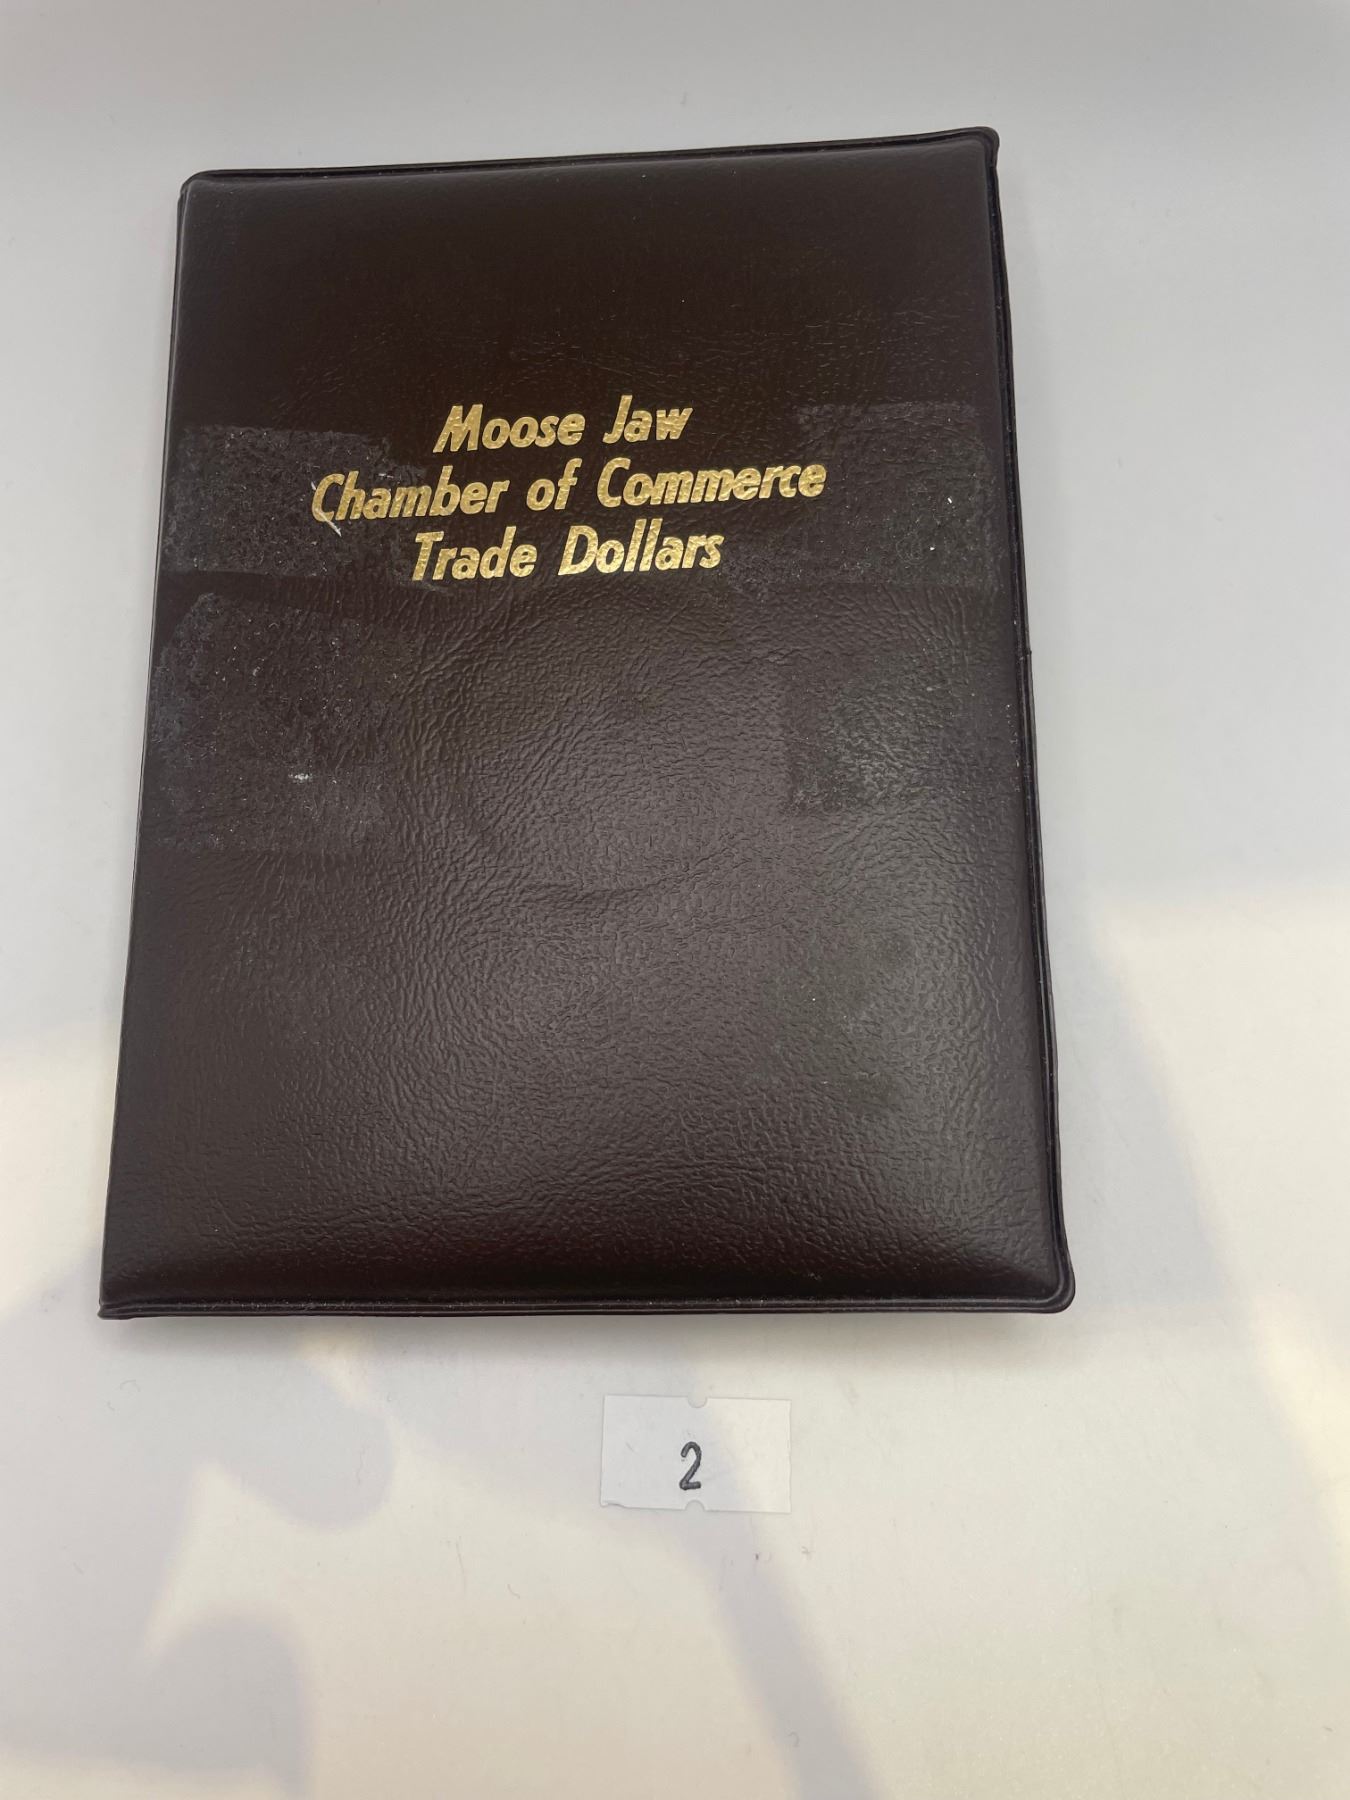 Moose Jaw
Chamber of Commerce
Trade Dollars
2